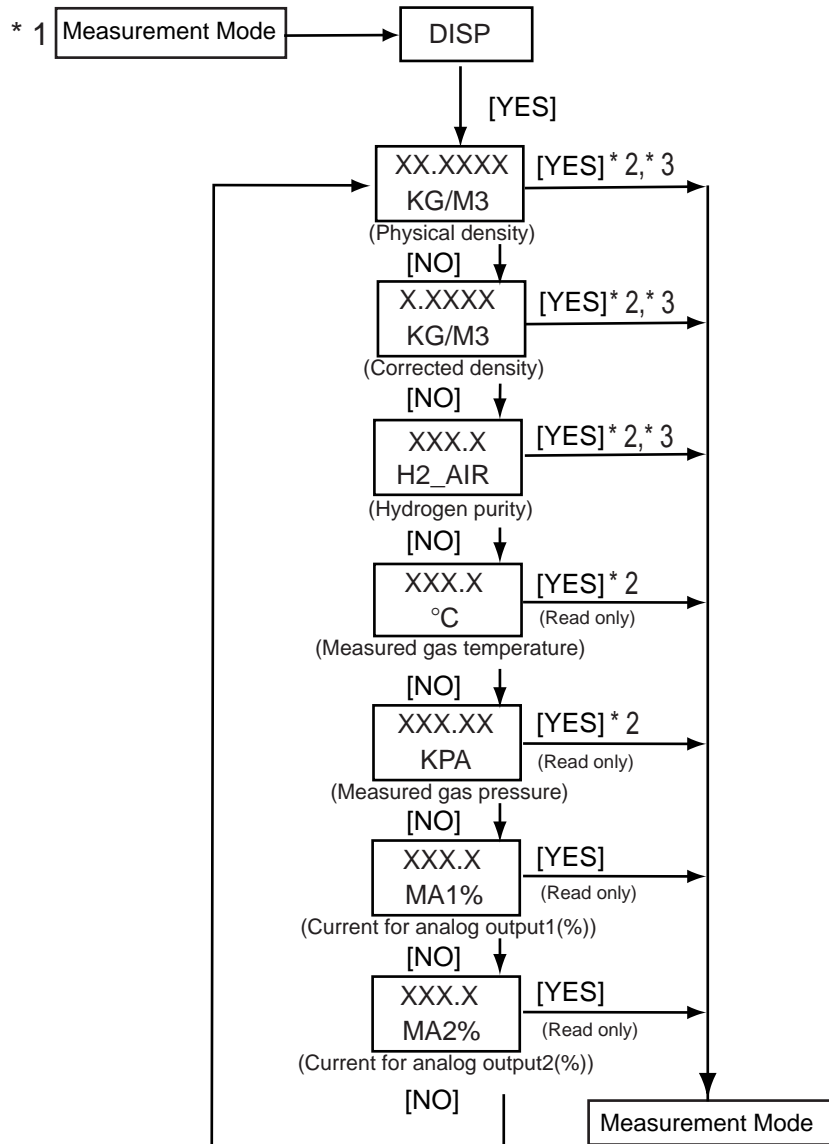 * 1 Measurement Mode DISP
[YES]
XX.XXXX [YES] * 2,* 3
KG/M3
(Physical density)
[NO]
X.XXXX [YES] * 2,* 3
KG/M3
(Corrected density)
[NO]
XXX.X [YES] * 2,* 3
H2_AIR
(Hydrogen purity)
[NO]
XXX.X [YES] * 2
°C (Read only)
(Measured gas temperature)
[NO]
XXX.XX [YES] * 2
KPA (Read only)
(Measured gas pressure)
[NO]
XXX.X [YES]
MA1% (Read only)
(Current for analog output1(%))
[NO]
XXX.X [YES]
MA2% (Read only)
(Current for analog output2(%))
[NO]
Measurement Mode